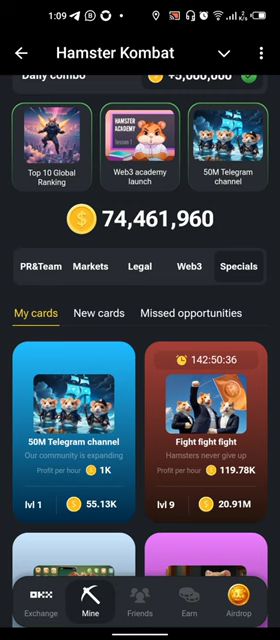 1:09
Hamster Kombat
Daily combo
+5,000,000
HAMSTER
ACADEMY
lesson 1
Top 10 Global
Ranking
Web3 academy
launch
50M Telegram
channel
74,461,960
PR&Team
Markets
Legal
Web3
Specials
My cards
New cards
Missed opportunities
142:50:36
50M Telegram channel
Our community is expanding
Profit per hour
1K
lvl 1
55.13K
Fight fight fight
Hamsters never give up
Profit per hour
119.78K
lvl 9
20.91M
OKX
Exchange
Mine
Friends
Earn
Airdrop